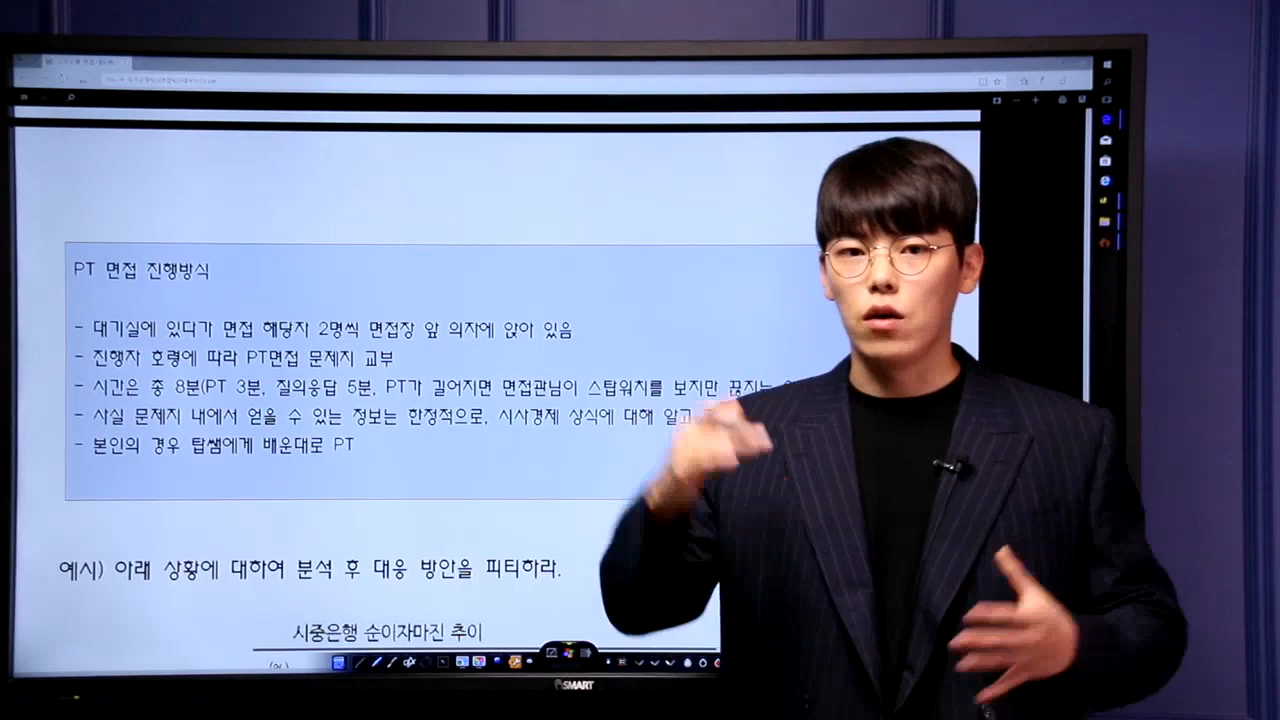 PT 면접 진행방식
- 대기실에 있다가 면접 해당자 2명씩 면접장 앞 의자에 앉아 있음
- 진행자 호령에 따라 PT면접 문제지 교부
- 시간은 총 8분(PT 3분, 질의응답 5분, PT가 길어지면 면접관님이 스탑워치를 보지만 끊지는
- 사실 문제지 내에서 얻을 수 있는 정보는 한정적으로, 시사경제 상식에 대해 알고
- 본인의 경우 탑쌤에게 배운대로 PT
예시) 아래 상황에 대하여 분석 후 대응 방안을 피티하라.
시중은행 순이자마진 추이
(%)
SMART